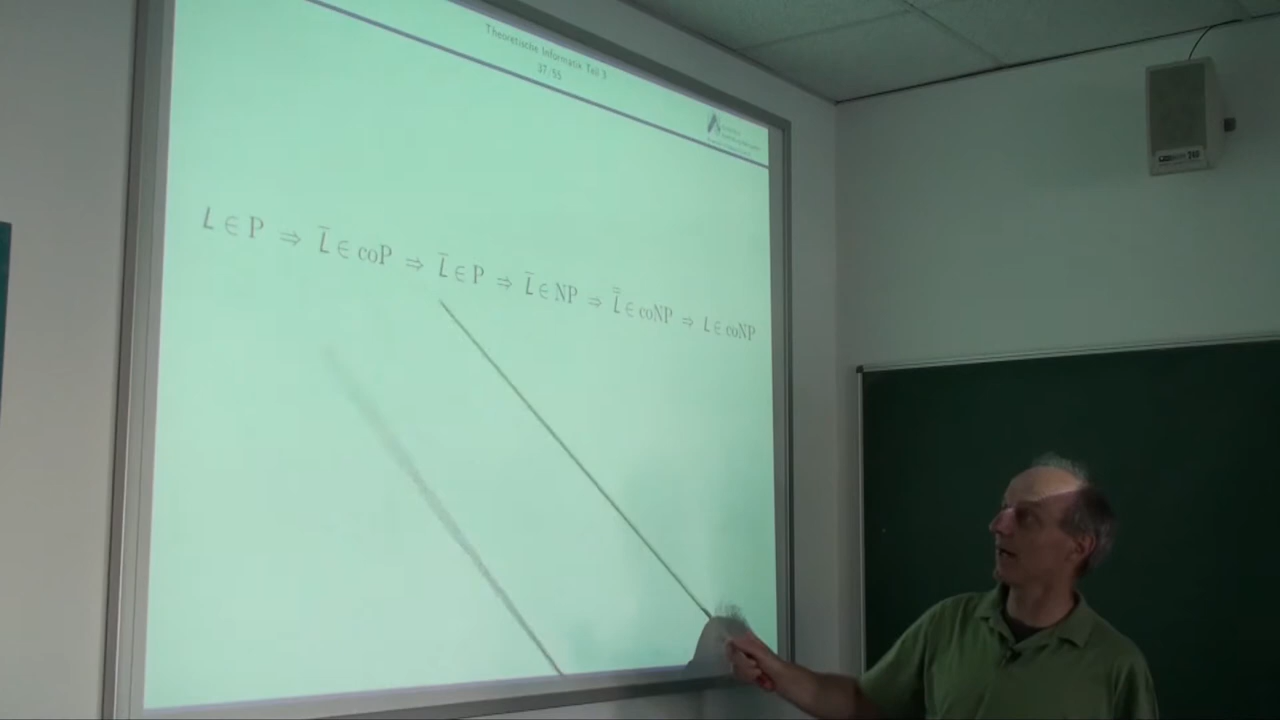 Theoretische Informatik Teil 3
37/55
L ∈ P ⇒ L̄ ∈ coP ⇒ L̄ ∈ P ⇒ L̄ ∈ NP ⇒ L̿ ∈ coNP ⇒ L ∈ coNP